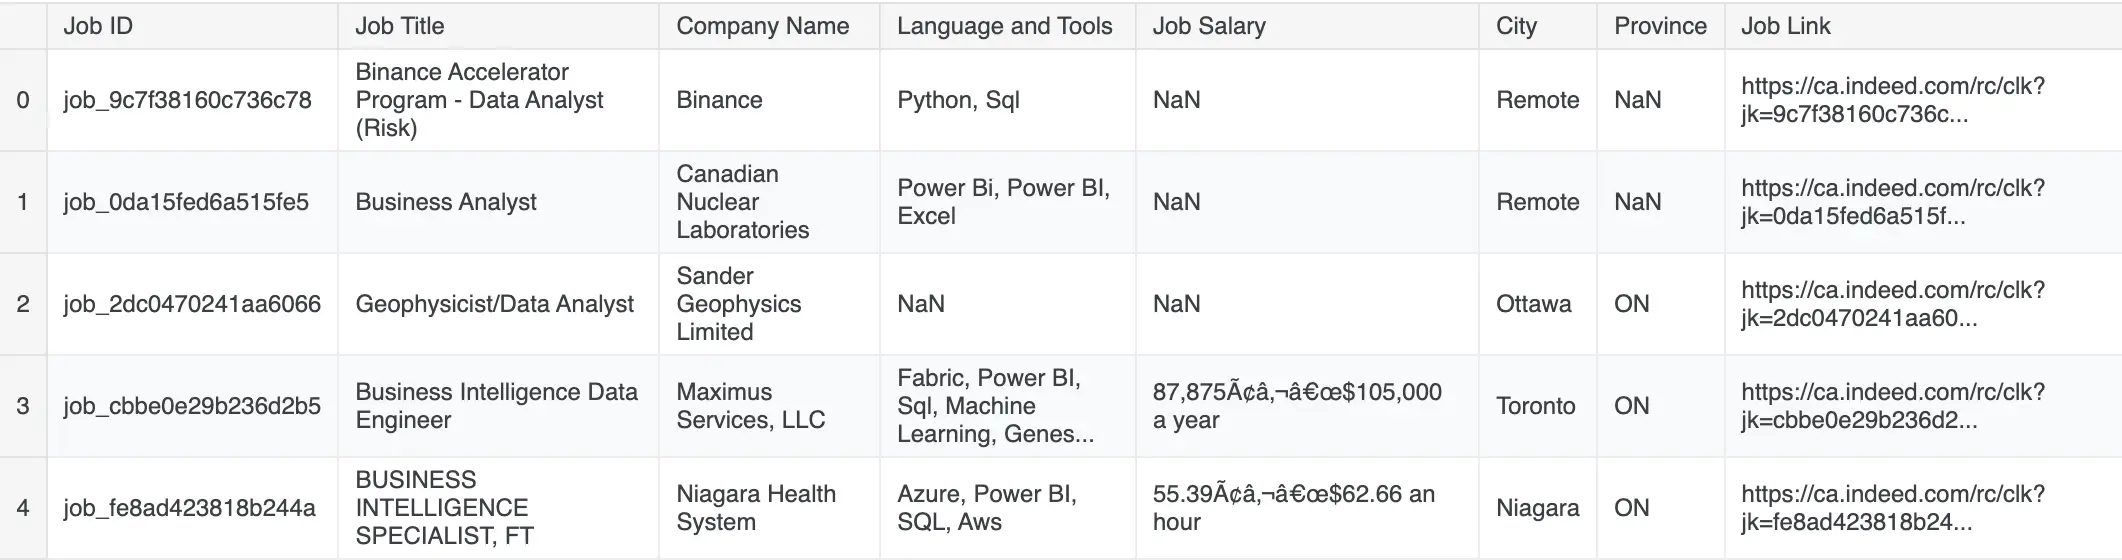 Job ID Job Title Company Name Language and Tools Job Salary City Province Job Link
0 job_9c7f38160c736c78 Binance Accelerator Program - Data Analyst (Risk) Binance Python, Sql NaN Remote NaN https://ca.indeed.com/rc/clk?jk=9c7f38160c736c...
1 job_0da15fed6a515fe5 Business Analyst Canadian Nuclear Laboratories Power Bi, Power BI, Excel NaN Remote NaN https://ca.indeed.com/rc/clk?jk=0da15fed6a515f...
2 job_2dc0470241aa6066 Geophysicist/Data Analyst Sander Geophysics Limited NaN NaN Ottawa ON https://ca.indeed.com/rc/clk?jk=2dc0470241aa60...
3 job_cbbe0e29b236d2b5 Business Intelligence Data Engineer Maximus Services, LLC Fabric, Power BI, Sql, Machine Learning, Genes... 87,875Ã¢â‚¬â€œ$105,000 a year Toronto ON https://ca.indeed.com/rc/clk?jk=cbbe0e29b236d2...
4 job_fe8ad423818b244a BUSINESS INTELLIGENCE SPECIALIST, FT Niagara Health System Azure, Power BI, SQL, Aws 55.39Ã¢â‚¬â€œ$62.66 an hour Niagara ON https://ca.indeed.com/rc/clk?jk=fe8ad423818b24...